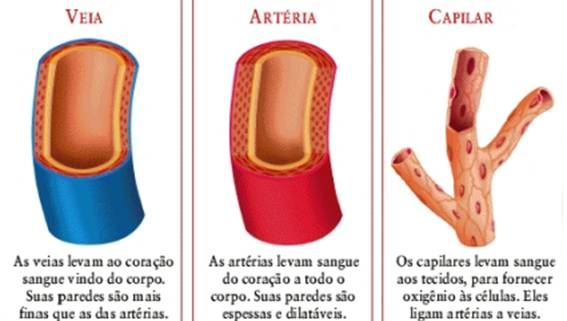 VEIA
As veias levam ao coração
sangue vindo do corpo.
Suas paredes são mais
finas que as das artérias.
ARTÉRIA
As artérias levam sangue
do coração a todo o
corpo. Suas paredes são
espessas e dilatáveis.
CAPILAR
Os capilares levam sangue
aos tecidos, para fornecer
oxigênio às células. Eles
ligam artérias a veias.